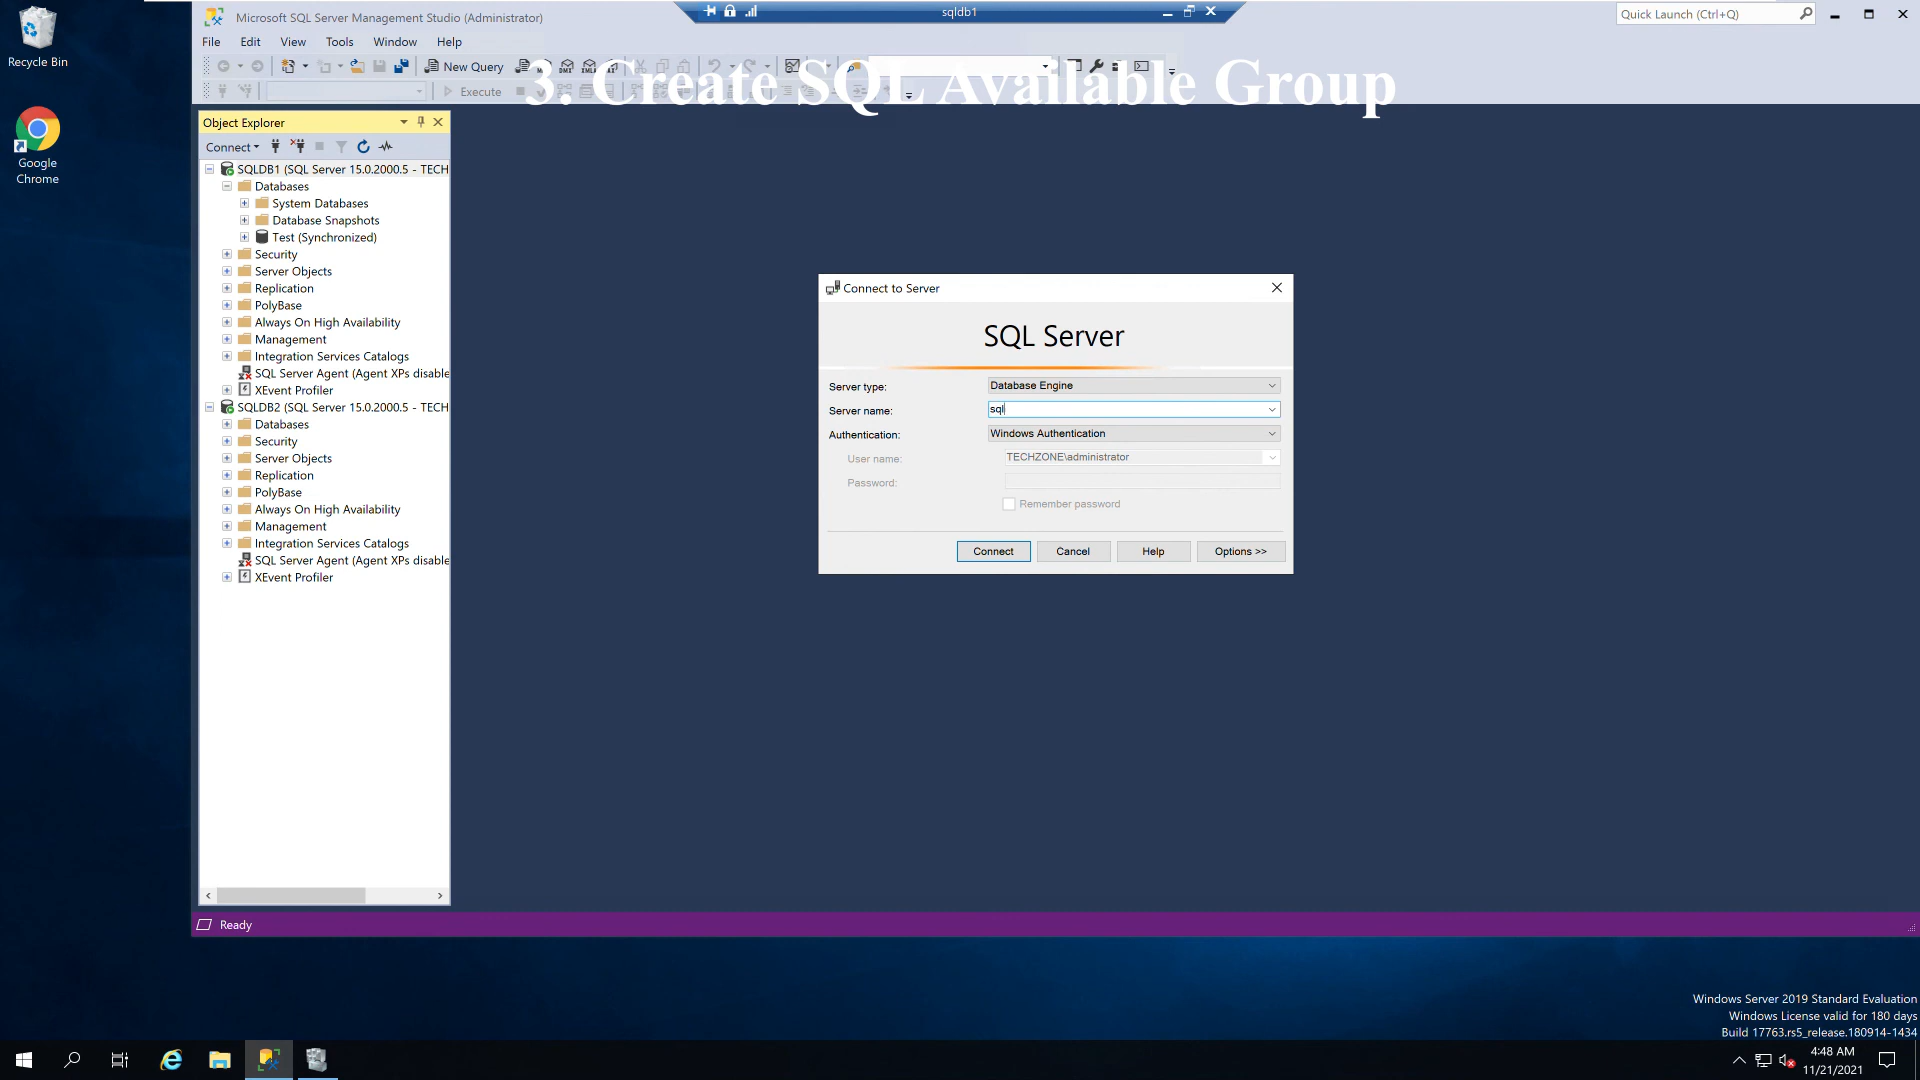 Recycle Bin
Google
Chrome
Microsoft SQL Server Management Studio (Administrator)
sqldb1
Quick Launch (Ctrl+Q)
File Edit View Tools Window Help
New Query
Execute
3. Create SQL Available Group
Object Explorer
Connect
SQLDB1 (SQL Server 15.0.2000.5 - TECH
Databases
System Databases
Database Snapshots
Test (Synchronized)
Security
Server Objects
Replication
PolyBase
Always On High Availability
Management
Integration Services Catalogs
SQL Server Agent (Agent XPs disable
XEvent Profiler
SQLDB2 (SQL Server 15.0.2000.5 - TECH
Databases
Security
Server Objects
Replication
PolyBase
Always On High Availability
Management
Integration Services Catalogs
SQL Server Agent (Agent XPs disable
XEvent Profiler
Connect to Server
SQL Server
Server type: Database Engine
Server name: sql
Authentication: Windows Authentication
User name: TECHZONE\administrator
Password:
Remember password
Connect Cancel Help Options >>
Ready
Windows Server 2019 Standard Evaluation
Windows License valid for 180 days
Build 17763.rs5_release.180914-1434
4:48 AM
11/21/2021